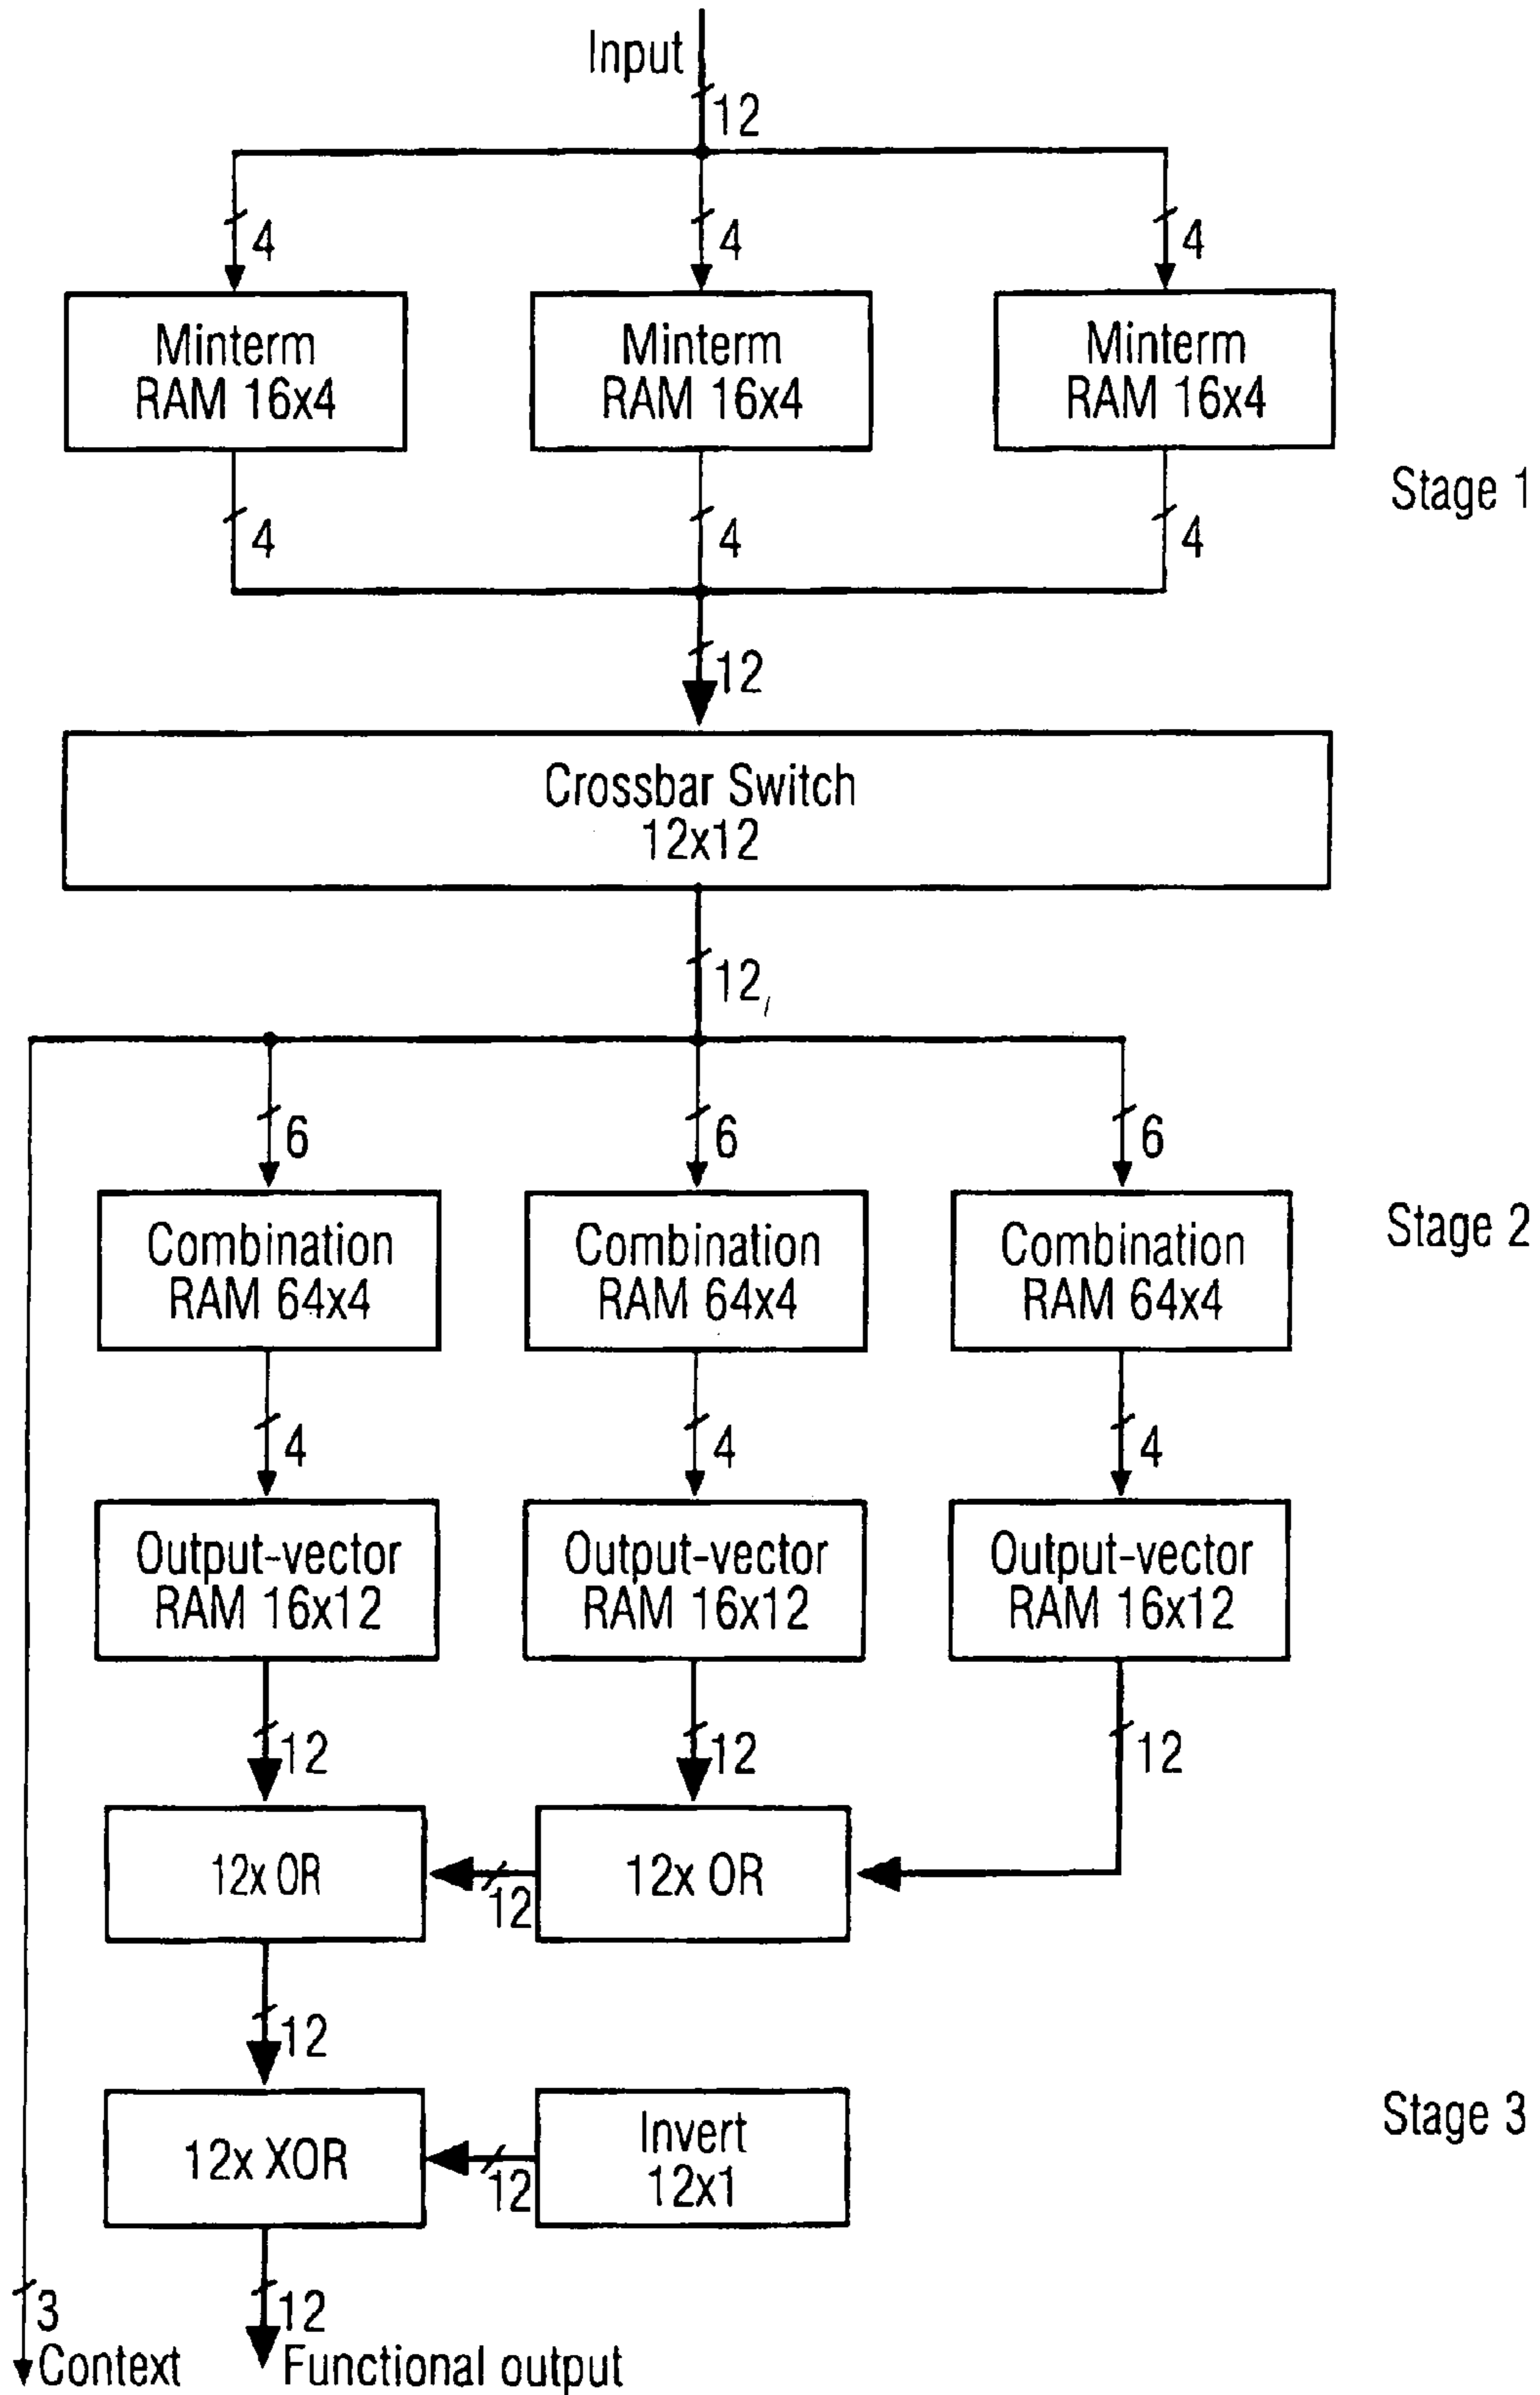 Input
12
4 4 4
Minterm
RAM 16x4
Minterm
RAM 16x4
Minterm
RAM 16x4
Stage 1
4 4 4
12
Crossbar Switch
12x12
12
6 6 6
Combination
RAM 64x4
Combination
RAM 64x4
Combination
RAM 64x4
Stage 2
4 4 4
Output-vector
RAM 16x12
Output-vector
RAM 16x12
Output-vector
RAM 16x12
12 12 12
12x OR
12
12x OR
12
12x XOR
12
Invert
12x1
Stage 3
3
Context
12
Functional output